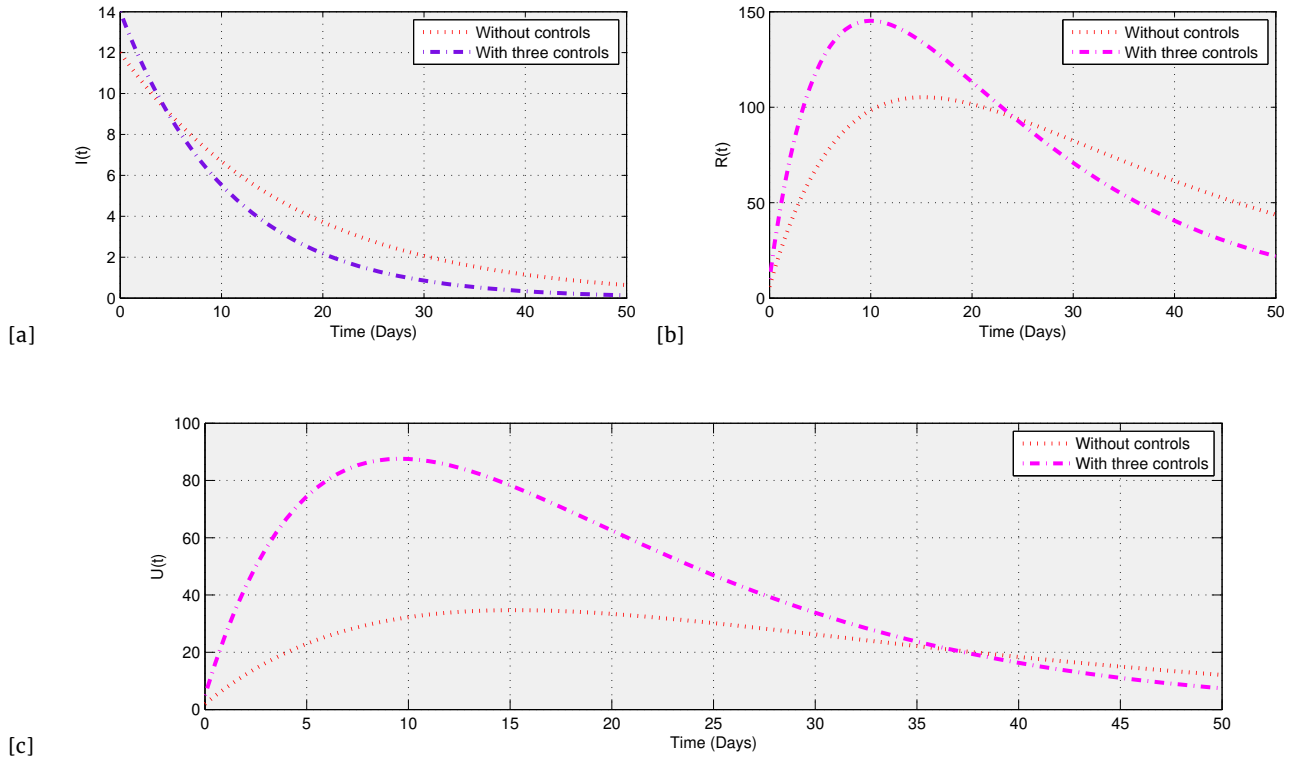 14
12
10
8
6
4
2
0
I(t)
0 10 20 30 40 50
Time (Days)
Without controls
With three controls
[a]
150
100
50
0
R(t)
0 10 20 30 40 50
Time (Days)
Without controls
With three controls
[b]
100
80
60
40
20
0
U(t)
0 5 10 15 20 25 30 35 40 45 50
Time (Days)
Without controls
With three controls
[c]